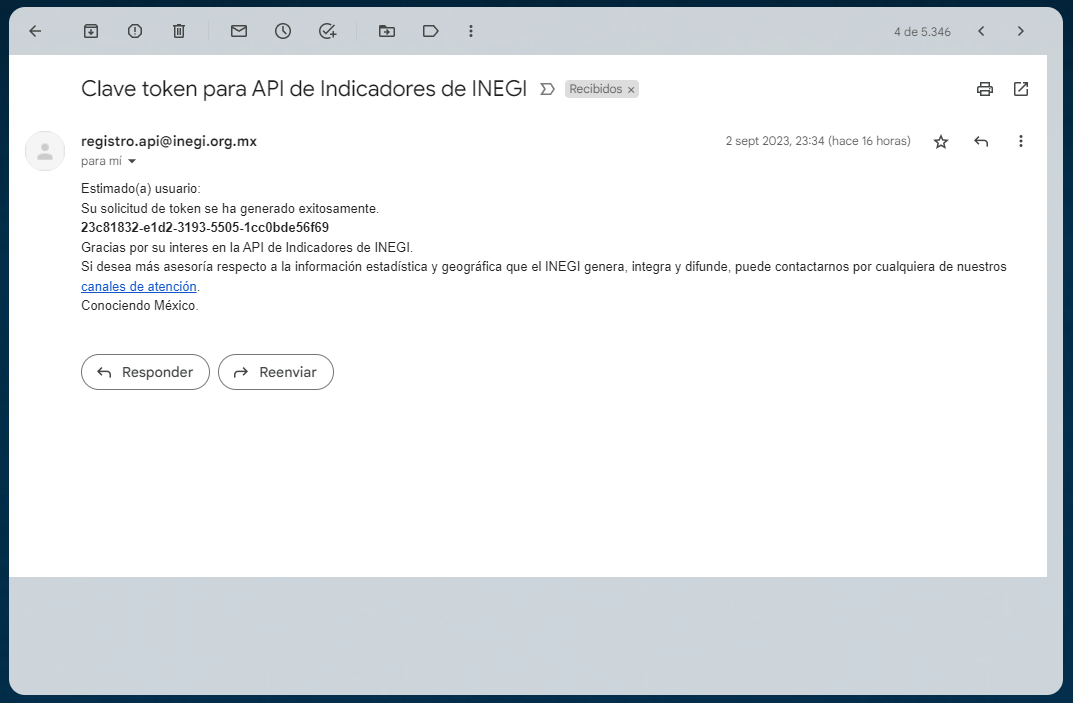 4 de 5.346
Clave token para API de Indicadores de INEGI
Recibidos ×
registro.api@inegi.org.mx
2 sept 2023, 23:34 (hace 16 horas)
para mí
Estimado(a) usuario:
Su solicitud de token se ha generado exitosamente.
23c81832-e1d2-3193-5505-1cc0bde56f69
Gracias por su interes en la API de Indicadores de INEGI.
Si desea más asesoría respecto a la información estadística y geográfica que el INEGI genera, integra y difunde, puede contactarnos por cualquiera de nuestros
canales de atención.
Conociendo México.
Responder
Reenviar